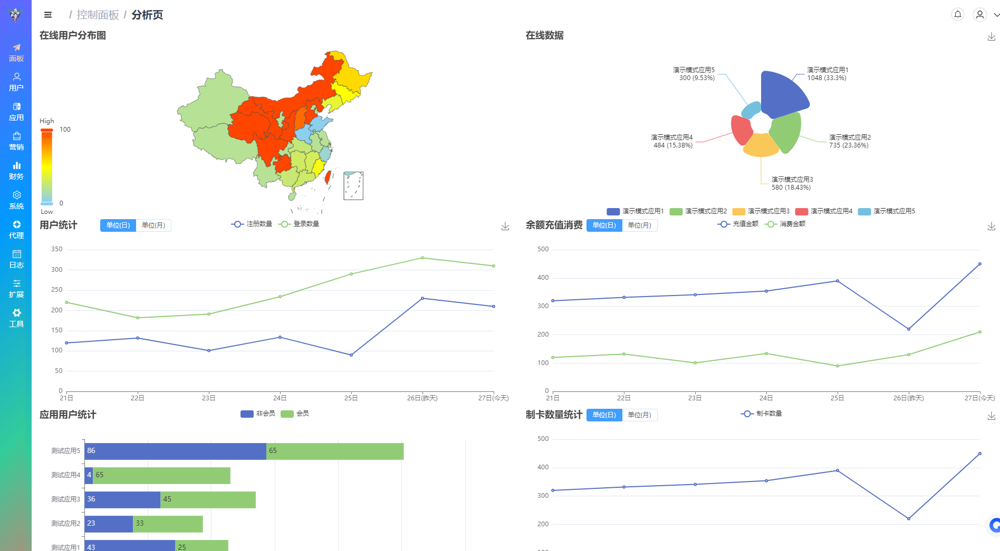 / 控制面板 / 分析页
面板
用户
应用
营销
财务
系统
代理
日志
扩展
工具
在线用户分布图
High
100
0
Low
在线数据
演示模式应用5
300 (9.53%)
演示模式应用1
1048 (33.3%)
演示模式应用4
484 (15.38%)
演示模式应用2
735 (23.36%)
演示模式应用3
580 (18.43%)
演示模式应用1 演示模式应用2 演示模式应用3 演示模式应用4 演示模式应用5
用户统计 单位(日) 单位(月) 注册数量 登录数量
350
300
250
200
150
100
50
0
21日 22日 23日 24日 25日 26日(昨天) 27日(今天)
余额充值消费 单位(日) 单位(月) 充值金额 消费金额
500
400
300
200
100
0
21日 22日 23日 24日 25日 26日(昨天) 27日(今天)
应用用户统计 非会员 会员
测试应用5 86 65
测试应用4 4 65
测试应用3 36 45
测试应用2 23 33
测试应用1 43 25
制卡数量统计 单位(日) 单位(月) 制卡数量
500
400
300
200